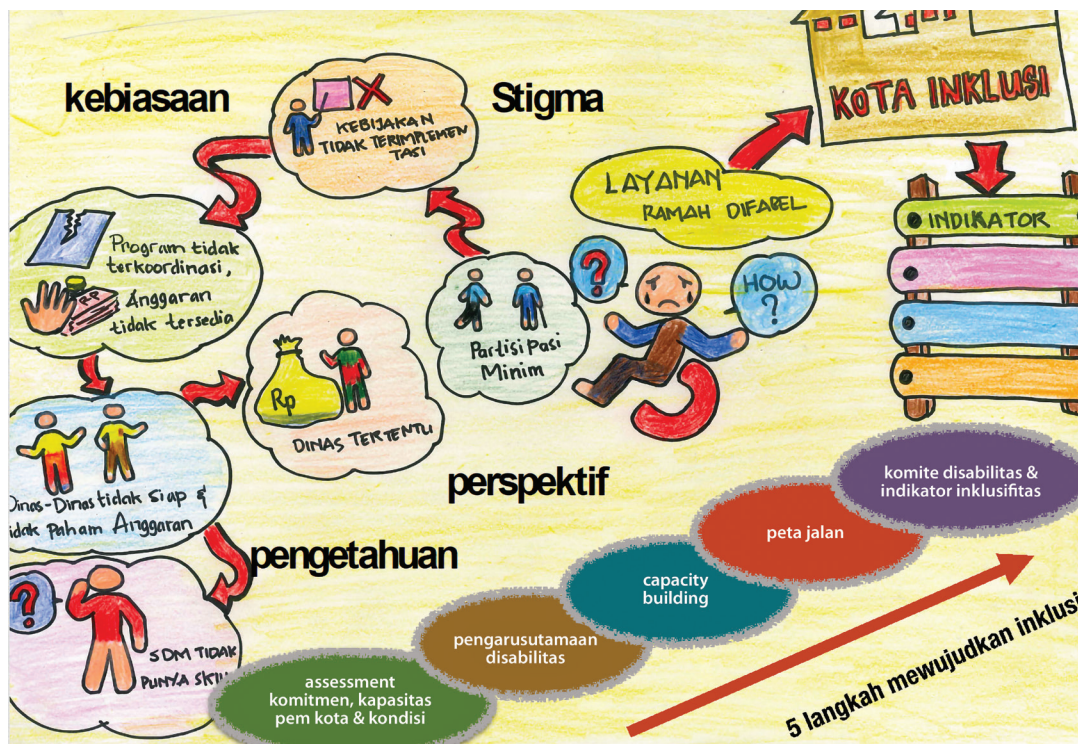 kebiasaan
Stigma
KEBIJAKAN
TIDAK TERIMPLEMEN
TASI
KOTA INKLUSI
LAYANAN
RAMAH DIFABEL
INDIKATOR
Program tidak
terkoordinasi,
Anggaran
tidak tersedia
RP
?
HOW
?
Partisipasi
Minim
Rp
DINAS TERTENTU
Dinas-Dinas tidak siap &
tidak paham Anggaran
perspektif
pengetahuan
?
SDM TIDAK
PUNYA SKILL
komite disabilitas &
indikator inklusifitas
peta jalan
capacity
building
pengarusutamaan
disabilitas
assessment
komitmen, kapasitas
pem kota & kondisi
5 langkah mewujudkan inklusi